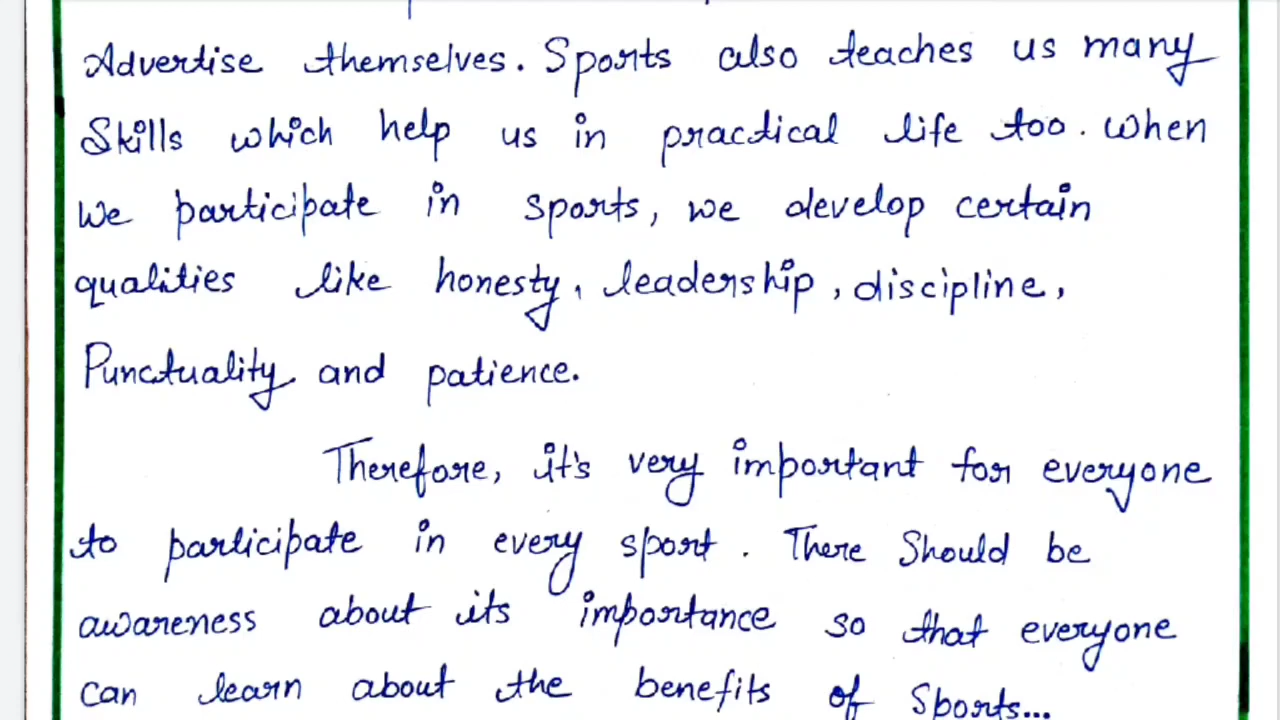 Advertise themselves. Sports also teaches us many
Skills which help us in practical life too. When
We participate in sports, we develop certain
qualities like honesty, leadership, discipline,
Punctuality and patience.
Therefore, it's very important for everyone
to participate in every sport. There Should be
awareness about its importance so that everyone
can learn about the benefits of Sports...